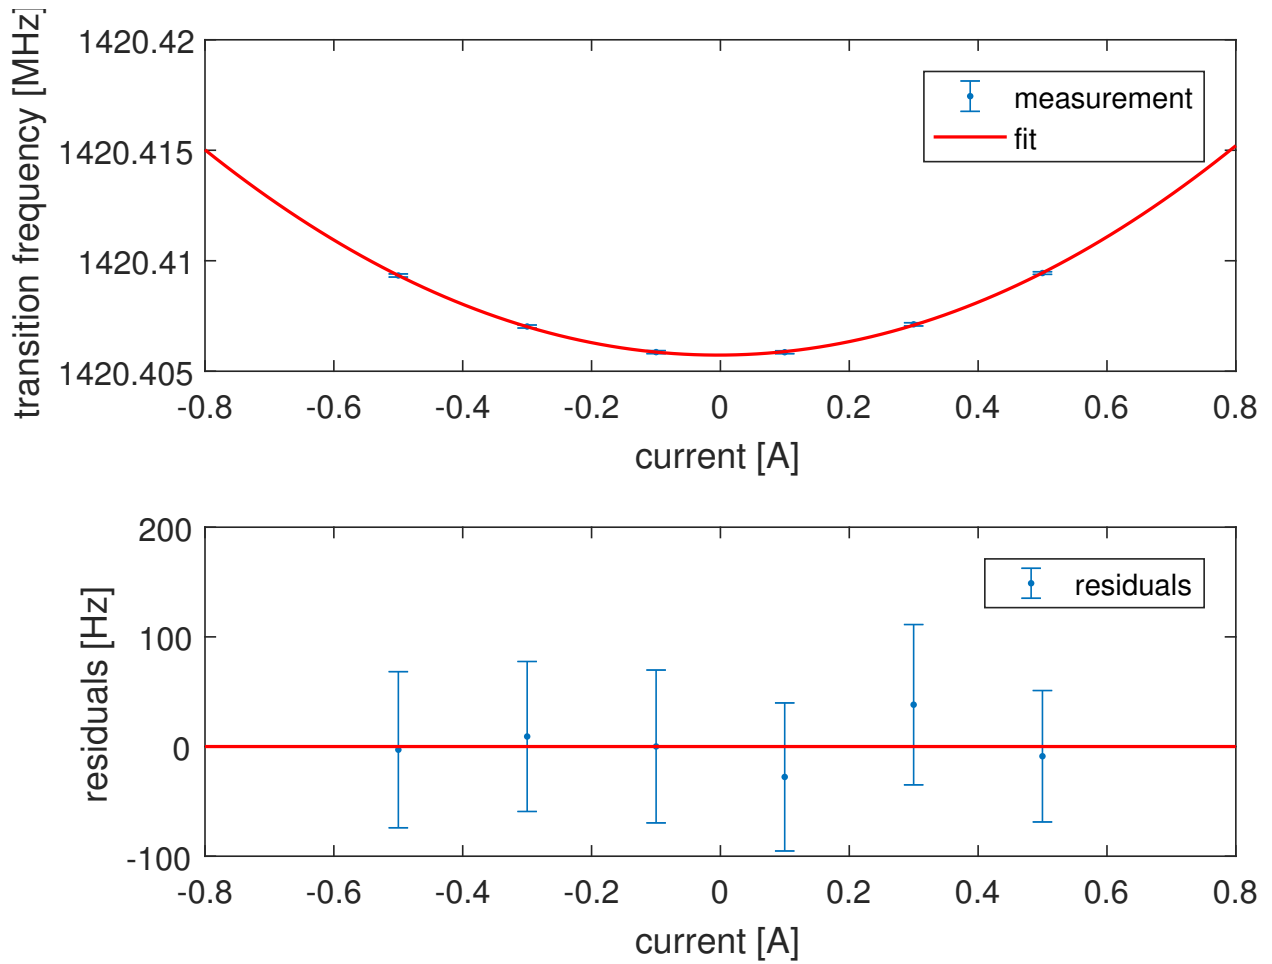 transition frequency [MHz]
1420.42
1420.415
1420.41
1420.405
-0.8 -0.6 -0.4 -0.2 0 0.2 0.4 0.6 0.8
current [A]
measurement
fit
residuals [Hz]
200
100
0
-100
-0.8 -0.6 -0.4 -0.2 0 0.2 0.4 0.6 0.8
current [A]
residuals